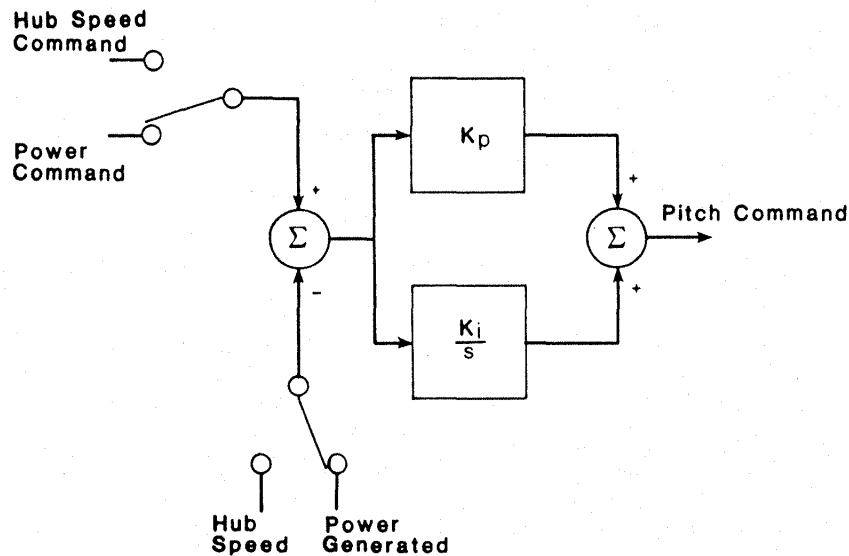 Hub Speed
Command
Power
Command
+
Σ
-
Kp
Ki
s
+
Σ
+
Pitch Command
Hub
Speed
Power
Generated